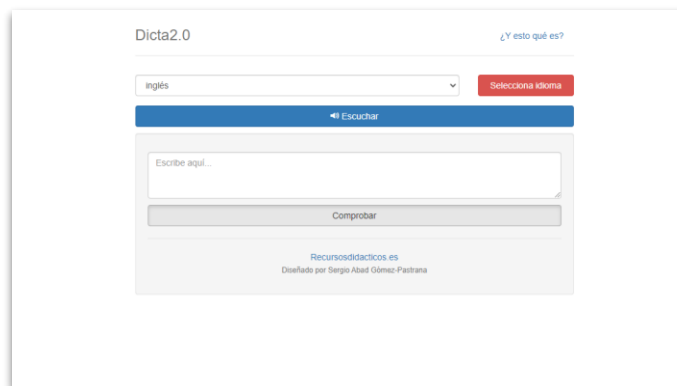 Dicta2.0
¿Y esto qué es?
inglés
Selecciona idioma
Escuchar
Escribe aquí...
Comprobar
Recursosdidacticos.es
Diseñado por Sergio Abad Gómez-Pastrana